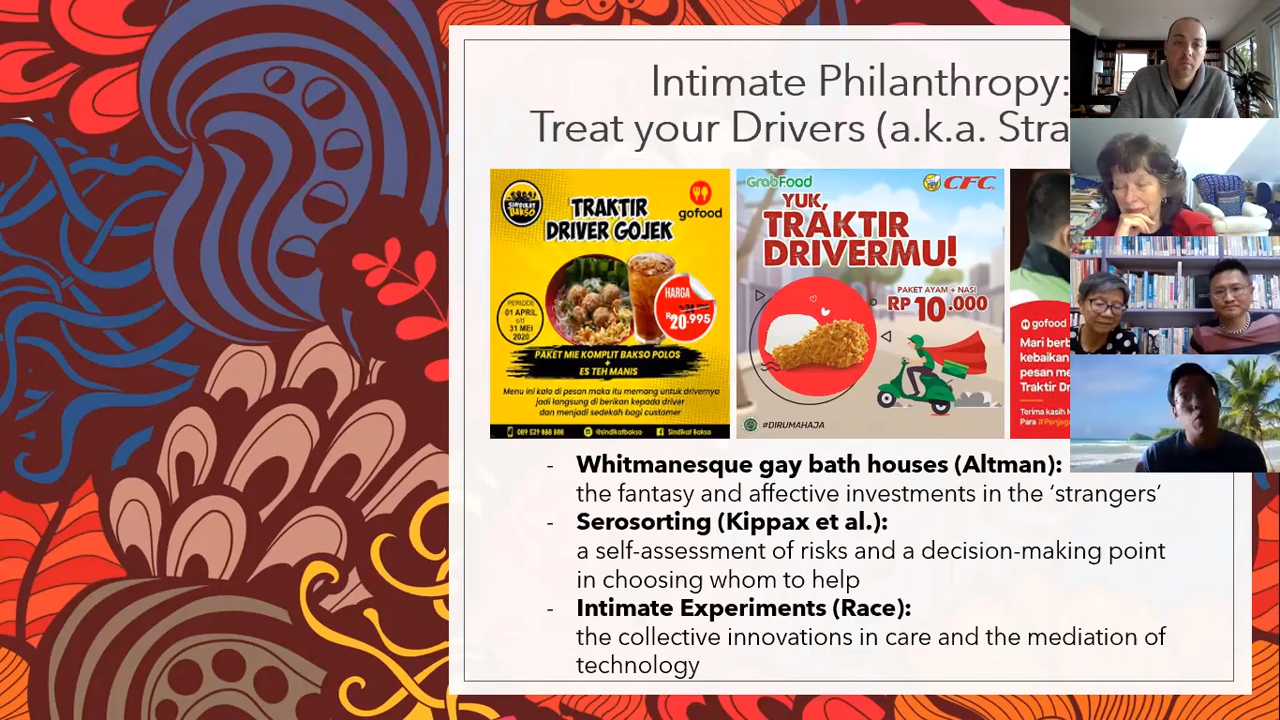 Intimate Philanthropy:
Treat your Drivers (a.k.a. Stra
SINDIKAT
BAKSO
TRAKTIR
DRIVER GOJEK
gofood
PERIODE
01 APRIL
s/d
31 MEI
2020
HARGA
Rp 20.995
PAKET MIE KOMPLIT BAKSO POLOS
+
ES TEH MANIS
Menu ini kalo di pesan maka itu memang untuk drivernya
jadi langsung di berikan kepada driver
dan menjadi sedekah bagi customer
089 529 868 888 @sindikatbakso Sindikat Bakso
GrabFood
CFC
YUK,
TRAKTIR
DRIVERMU!
PAKET AYAM + NASI
RP 10.000
#DIRUMAHAJA
gofood
Mari berb
kebaikan
pesan me
Traktir Dr
Terima kasih M
Para #Penjag
- Whitmanesque gay bath houses (Altman):
the fantasy and affective investments in the ‘strangers’
- Serosorting (Kippax et al.):
a self-assessment of risks and a decision-making point
in choosing whom to help
- Intimate Experiments (Race):
the collective innovations in care and the mediation of
technology